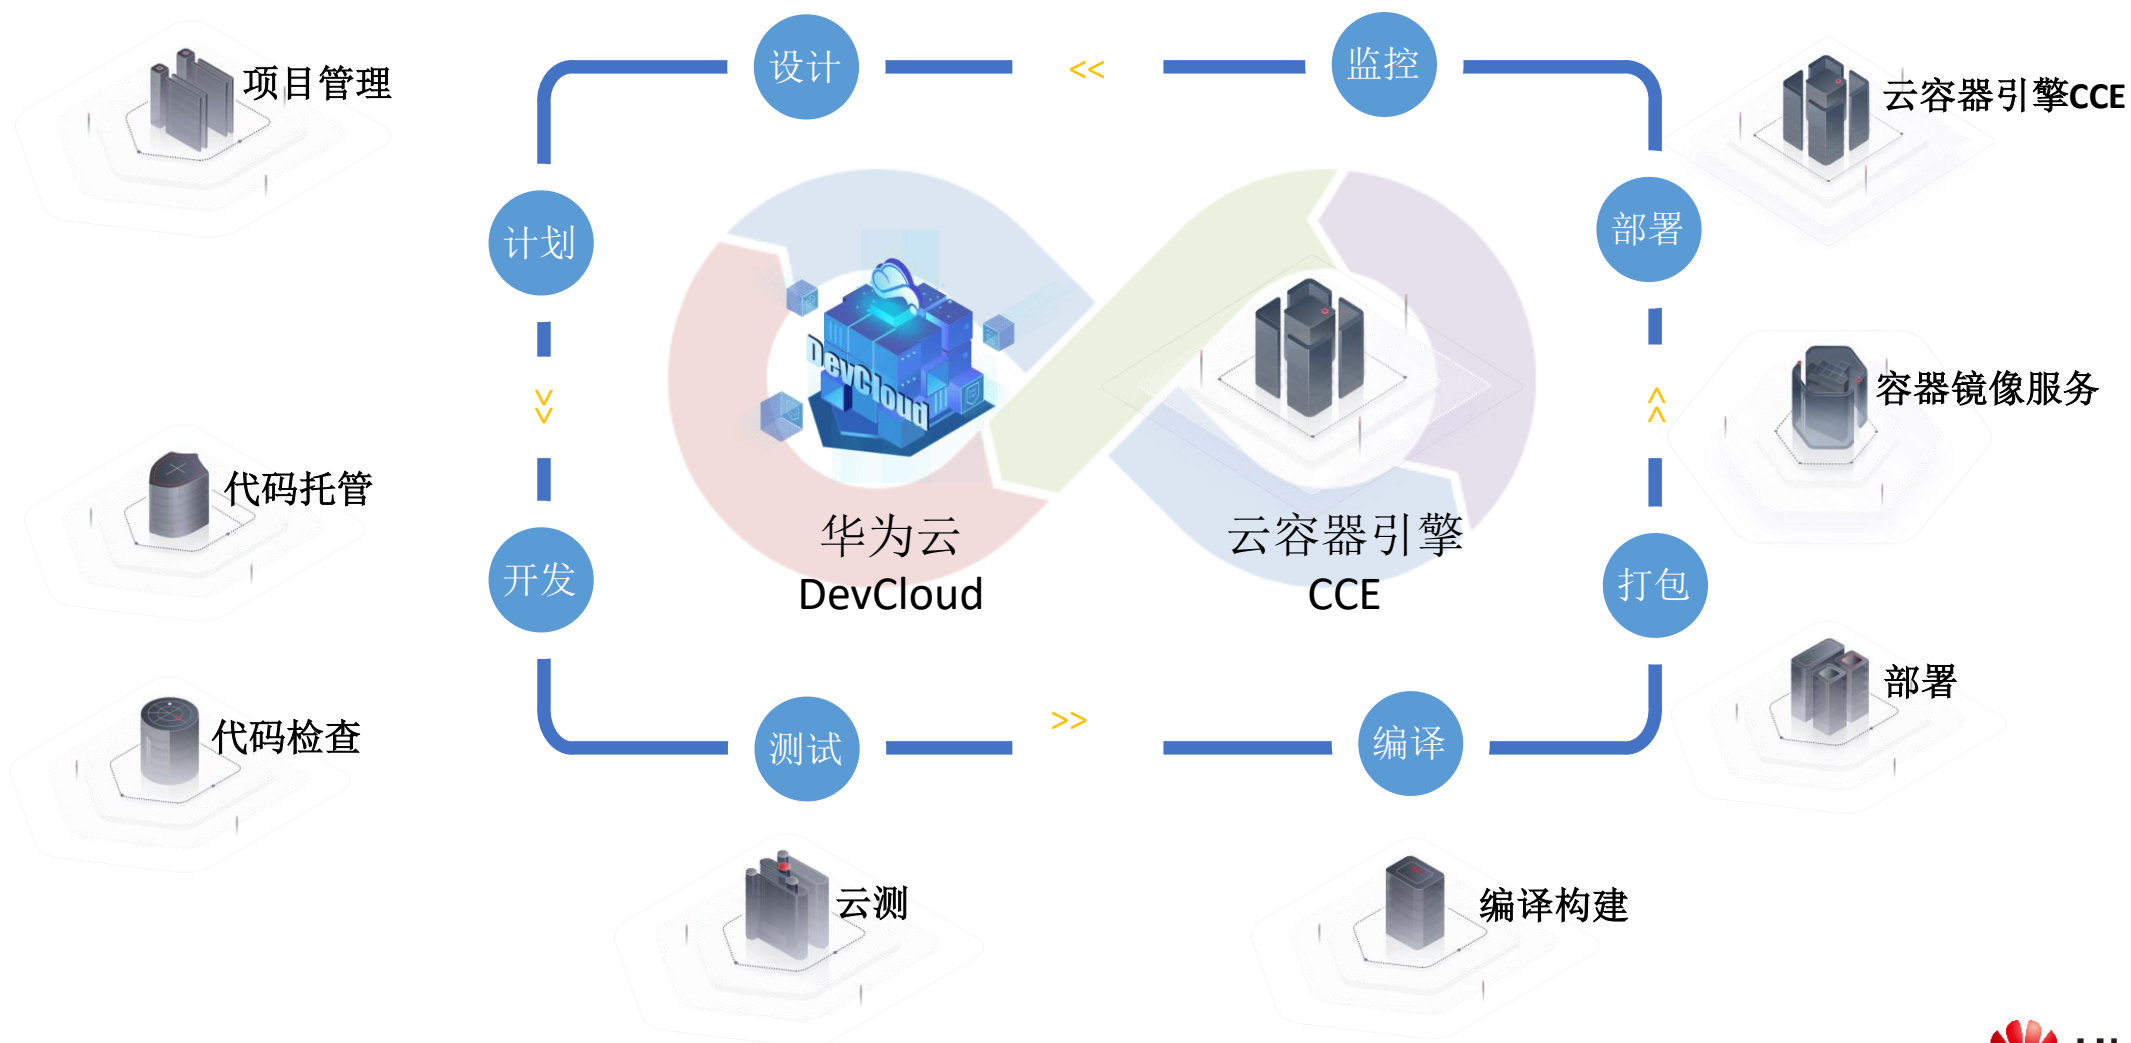 设计
<<
监控
项目管理
云容器引擎CCE
计划
部署
DevCloud
容器镜像服务
>>
<<
代码托管
华为云
DevCloud
云容器引擎
CCE
开发
打包
部署
代码检查
测试
>>
编译
云测
编译构建